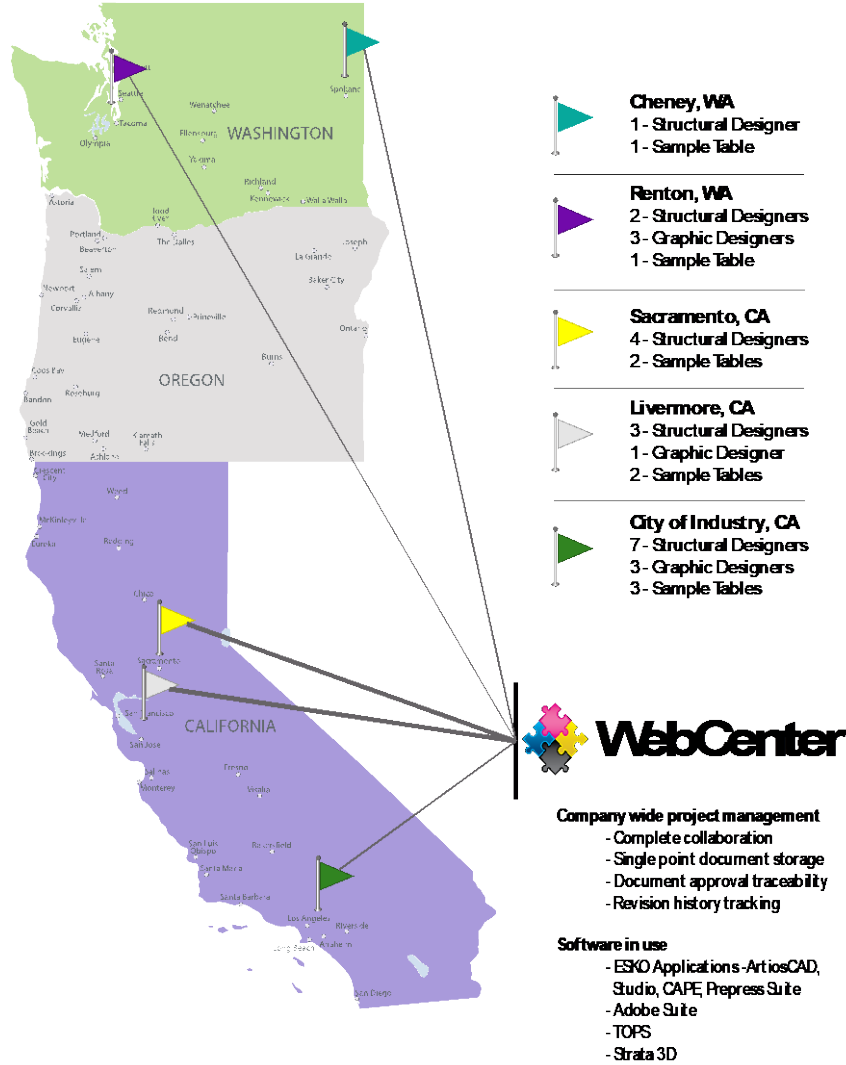 Spokane
Seattle
Wenatchee
Tacoma
WASHINGTON
Ellensburg
Olympia
Yakima
Richland
Kennewick
Walla Walla
Astoria
Hood
River
Portland
The Dalles
Beaverton
Joseph
La Grande
Salem
Baker City
Newport
Albany
Corvallis
Redmond
Prineville
Ontario
Eugene
Bend
Burns
Coos Bay
OREGON
Roseburg
Bandon
Gold
Beach
Medford
Klamath
Falls
Brookings
Ashland
Crescent
City
Weed
McKinleyville
Eureka
Redding
Chico
Sacramento
Santa
Rosa
San Francisco
CALIFORNIA
San Jose
Salinas
Fresno
Monterey
Visalia
San Luis
Obispo
Bakersfield
Santa Maria
Santa Barbara
Los Angeles
Riverside
Long Beach
Anaheim
San Diego
Cheney, WA
1 - Structural Designer
1 - Sample Table
Renton, WA
2 - Structural Designers
3 - Graphic Designers
1 - Sample Table
Sacramento, CA
4 - Structural Designers
2 - Sample Tables
Livermore, CA
3 - Structural Designers
1 - Graphic Designer
2 - Sample Tables
City of Industry, CA
7 - Structural Designers
3 - Graphic Designers
3 - Sample Tables
WebCenter
Company wide project management
- Complete collaboration
- Single point document storage
- Document approval traceability
- Revision history tracking
Software in use
- ESKO Applications - ArtiosCAD,
Studio, CAPE, Prepress Suite
- Adobe Suite
- TOPS
- Strata 3D